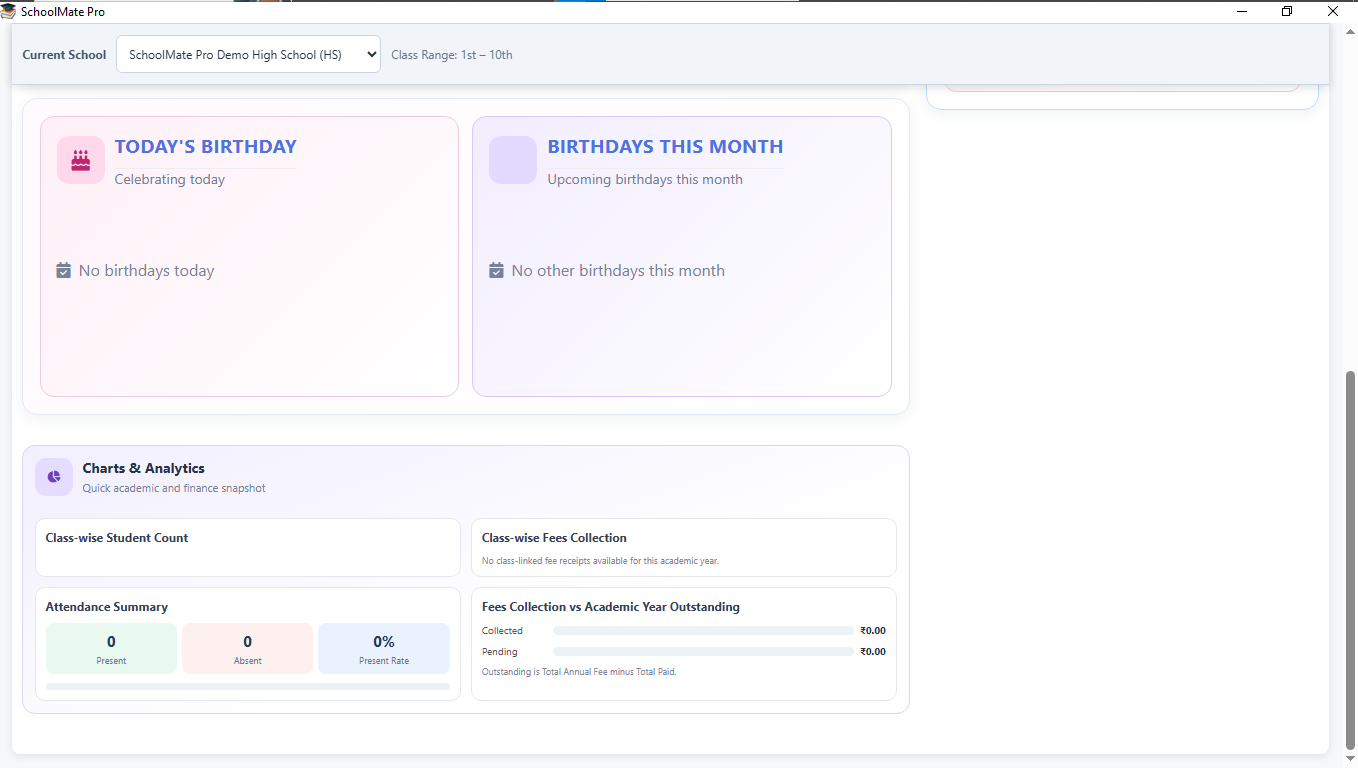 SchoolMate Pro
Current School
SchoolMate Pro Demo High School (HS)
Class Range: 1st – 10th
TODAY'S BIRTHDAY
Celebrating today
No birthdays today
BIRTHDAYS THIS MONTH
Upcoming birthdays this month
No other birthdays this month
Charts & Analytics
Quick academic and finance snapshot
Class-wise Student Count
Class-wise Fees Collection
No class-linked fee receipts available for this academic year.
Attendance Summary
0
Present
0
Absent
0%
Present Rate
Fees Collection vs Academic Year Outstanding
Collected ₹0.00
Pending ₹0.00
Outstanding is Total Annual Fee minus Total Paid.